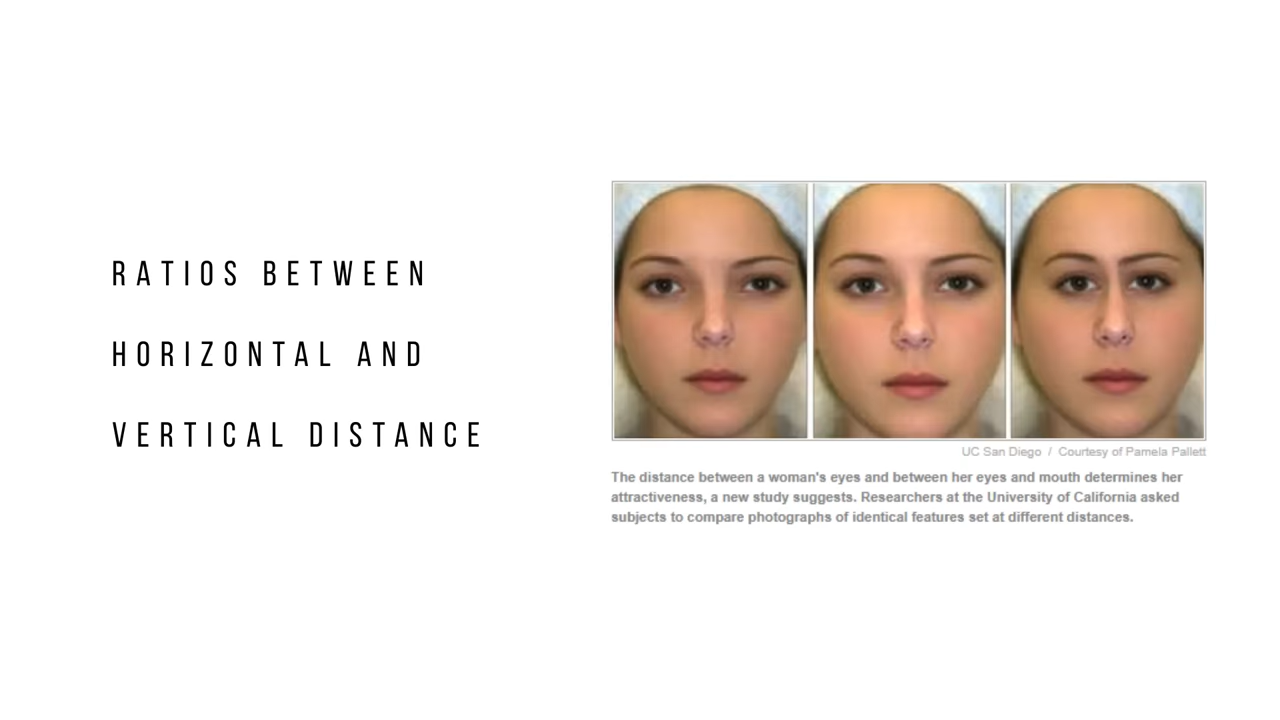 RATIOS BETWEEN
HORIZONTAL AND
VERTICAL DISTANCE
UC San Diego / Courtesy of Pamela Pallett
The distance between a woman's eyes and between her eyes and mouth determines her
attractiveness, a new study suggests. Researchers at the University of California asked
subjects to compare photographs of identical features set at different distances.